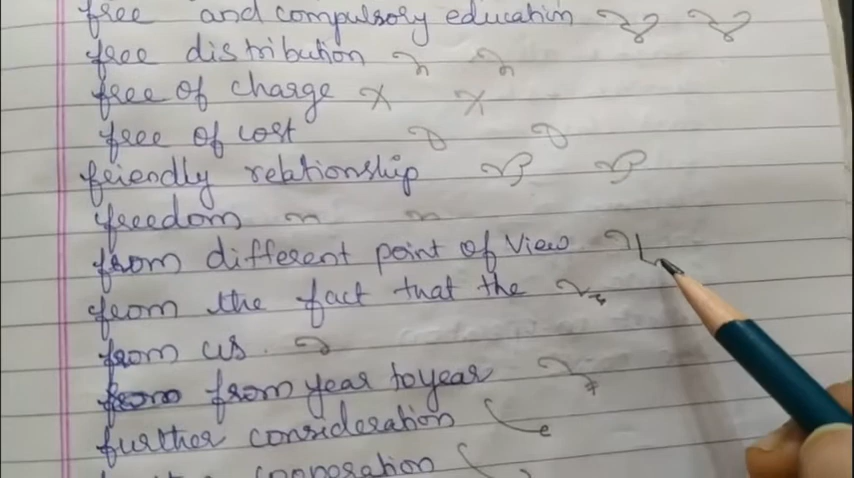 free and compulsory education
free distribution
free of charge
free of cost
friendly relationship
freedom
from different point of view
from the fact that the
from us.
from year to year
further consideration